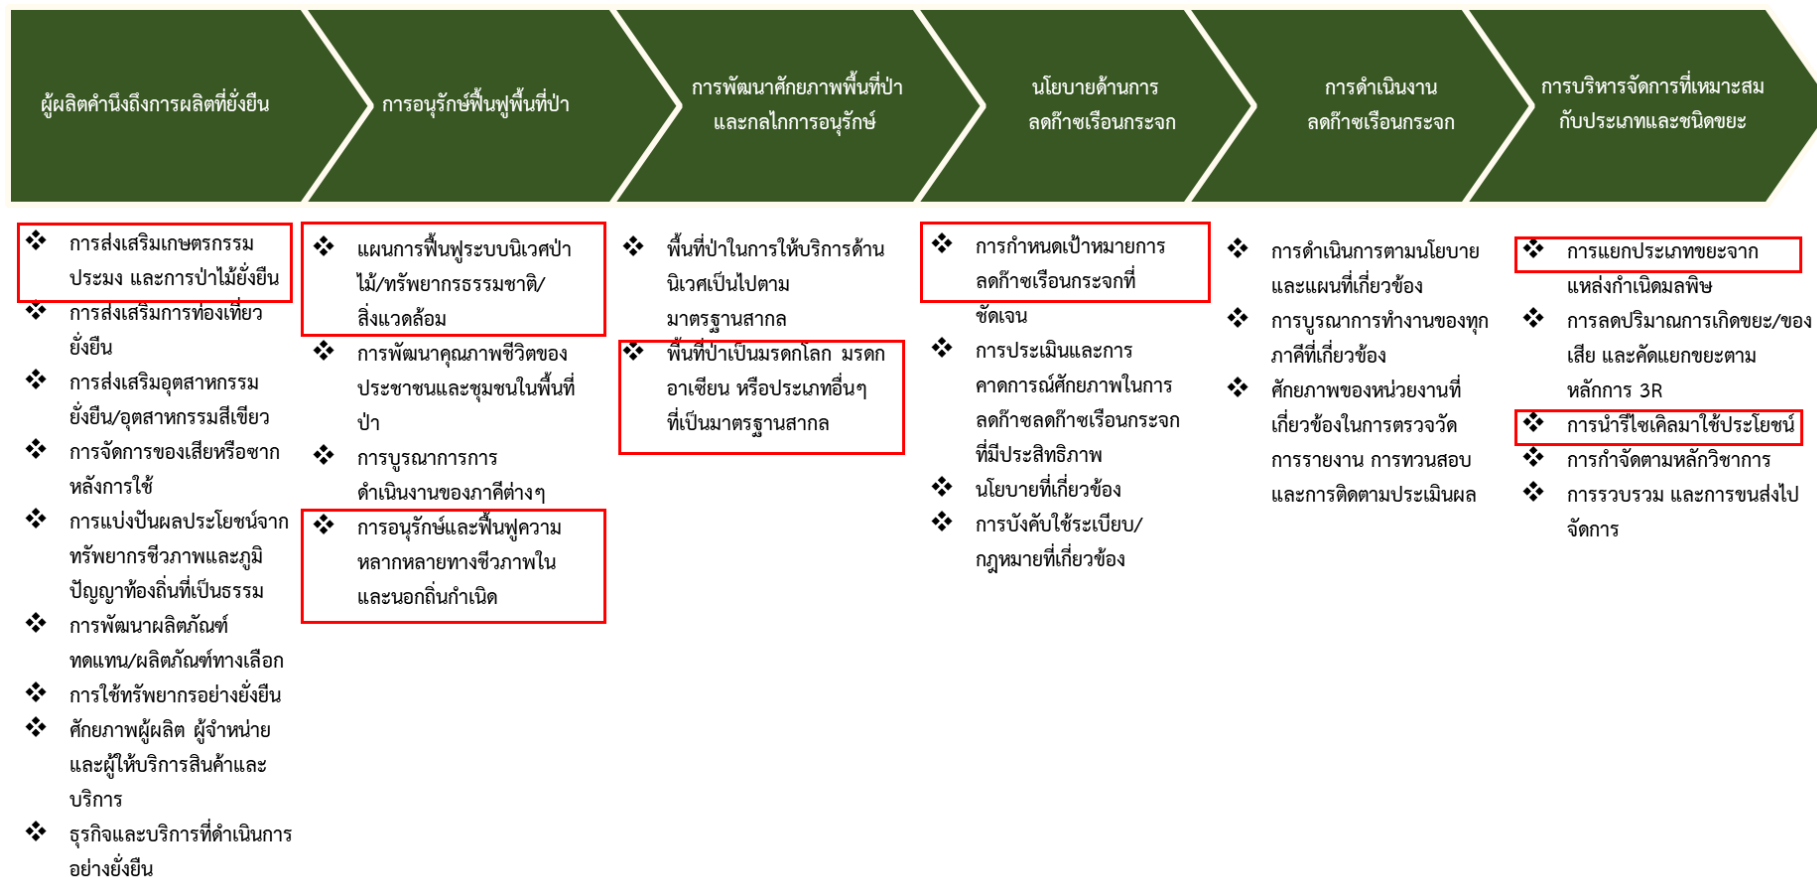 ผู้ผลิตคำนึงถึงการผลิตที่ยั่งยืน
การอนุรักษ์ฟื้นฟูพื้นที่ป่า
การพัฒนาศักยภาพพื้นที่ป่า
และกลไกการอนุรักษ์
นโยบายด้านการ
ลดก๊าซเรือนกระจก
การดำเนินงาน
ลดก๊าซเรือนกระจก
การบริหารจัดการที่เหมาะสม
กับประเภทและชนิดขยะ
❖ การส่งเสริมเกษตรกรรม
ประมง และการป่าไม้ยั่งยืน
❖ การส่งเสริมการท่องเที่ยว
ยั่งยืน
❖ การส่งเสริมอุตสาหกรรม
ยั่งยืน/อุตสาหกรรมสีเขียว
❖ การจัดการของเสียหรือซาก
หลังการใช้
❖ การแบ่งปันผลประโยชน์จาก
ทรัพยากรชีวภาพและภูมิ
ปัญญาท้องถิ่นที่เป็นธรรม
❖ การพัฒนาผลิตภัณฑ์
ทดแทน/ผลิตภัณฑ์ทางเลือก
❖ การใช้ทรัพยากรอย่างยั่งยืน
❖ ศักยภาพผู้ผลิต ผู้จำหน่าย
และผู้ให้บริการสินค้าและ
บริการ
❖ ธุรกิจและบริการที่ดำเนินการ
อย่างยั่งยืน
❖ แผนการฟื้นฟูระบบนิเวศป่า
ไม้/ทรัพยากรธรรมชาติ/
สิ่งแวดล้อม
❖ การพัฒนาคุณภาพชีวิตของ
ประชาชนและชุมชนในพื้นที่
ป่า
❖ การบูรณาการการ
ดำเนินงานของภาคีต่างๆ
❖ การอนุรักษ์และฟื้นฟูความ
หลากหลายทางชีวภาพใน
และนอกถิ่นกำเนิด
❖ พื้นที่ป่าในการให้บริการด้าน
นิเวศเป็นไปตาม
มาตรฐานสากล
❖ พื้นที่ป่าเป็นมรดกโลก มรดก
อาเซียน หรือประเภทอื่นๆ
ที่เป็นมาตรฐานสากล
❖ การกำหนดเป้าหมายการ
ลดก๊าซเรือนกระจกที่
ชัดเจน
❖ การประเมินและการ
คาดการณ์ศักยภาพในการ
ลดก๊าซลดก๊าซเรือนกระจก
ที่มีประสิทธิภาพ
❖ นโยบายที่เกี่ยวข้อง
❖ การบังคับใช้ระเบียบ/
กฎหมายที่เกี่ยวข้อง
❖ การดำเนินการตามนโยบาย
และแผนที่เกี่ยวข้อง
❖ การบูรณาการทำงานของทุก
ภาคีที่เกี่ยวข้อง
❖ ศักยภาพของหน่วยงานที่
เกี่ยวข้องในการตรวจวัด
การรายงาน การทวนสอบ
และการติดตามประเมินผล
❖ การแยกประเภทขยะจาก
แหล่งกำเนิดมลพิษ
❖ การลดปริมาณการเกิดขยะ/ของ
เสีย และคัดแยกขยะตาม
หลักการ 3R
❖ การนำรีไซเคิลมาใช้ประโยชน์
❖ การกำจัดตามหลักวิชาการ
❖ การรวบรวม และการขนส่งไป
จัดการ